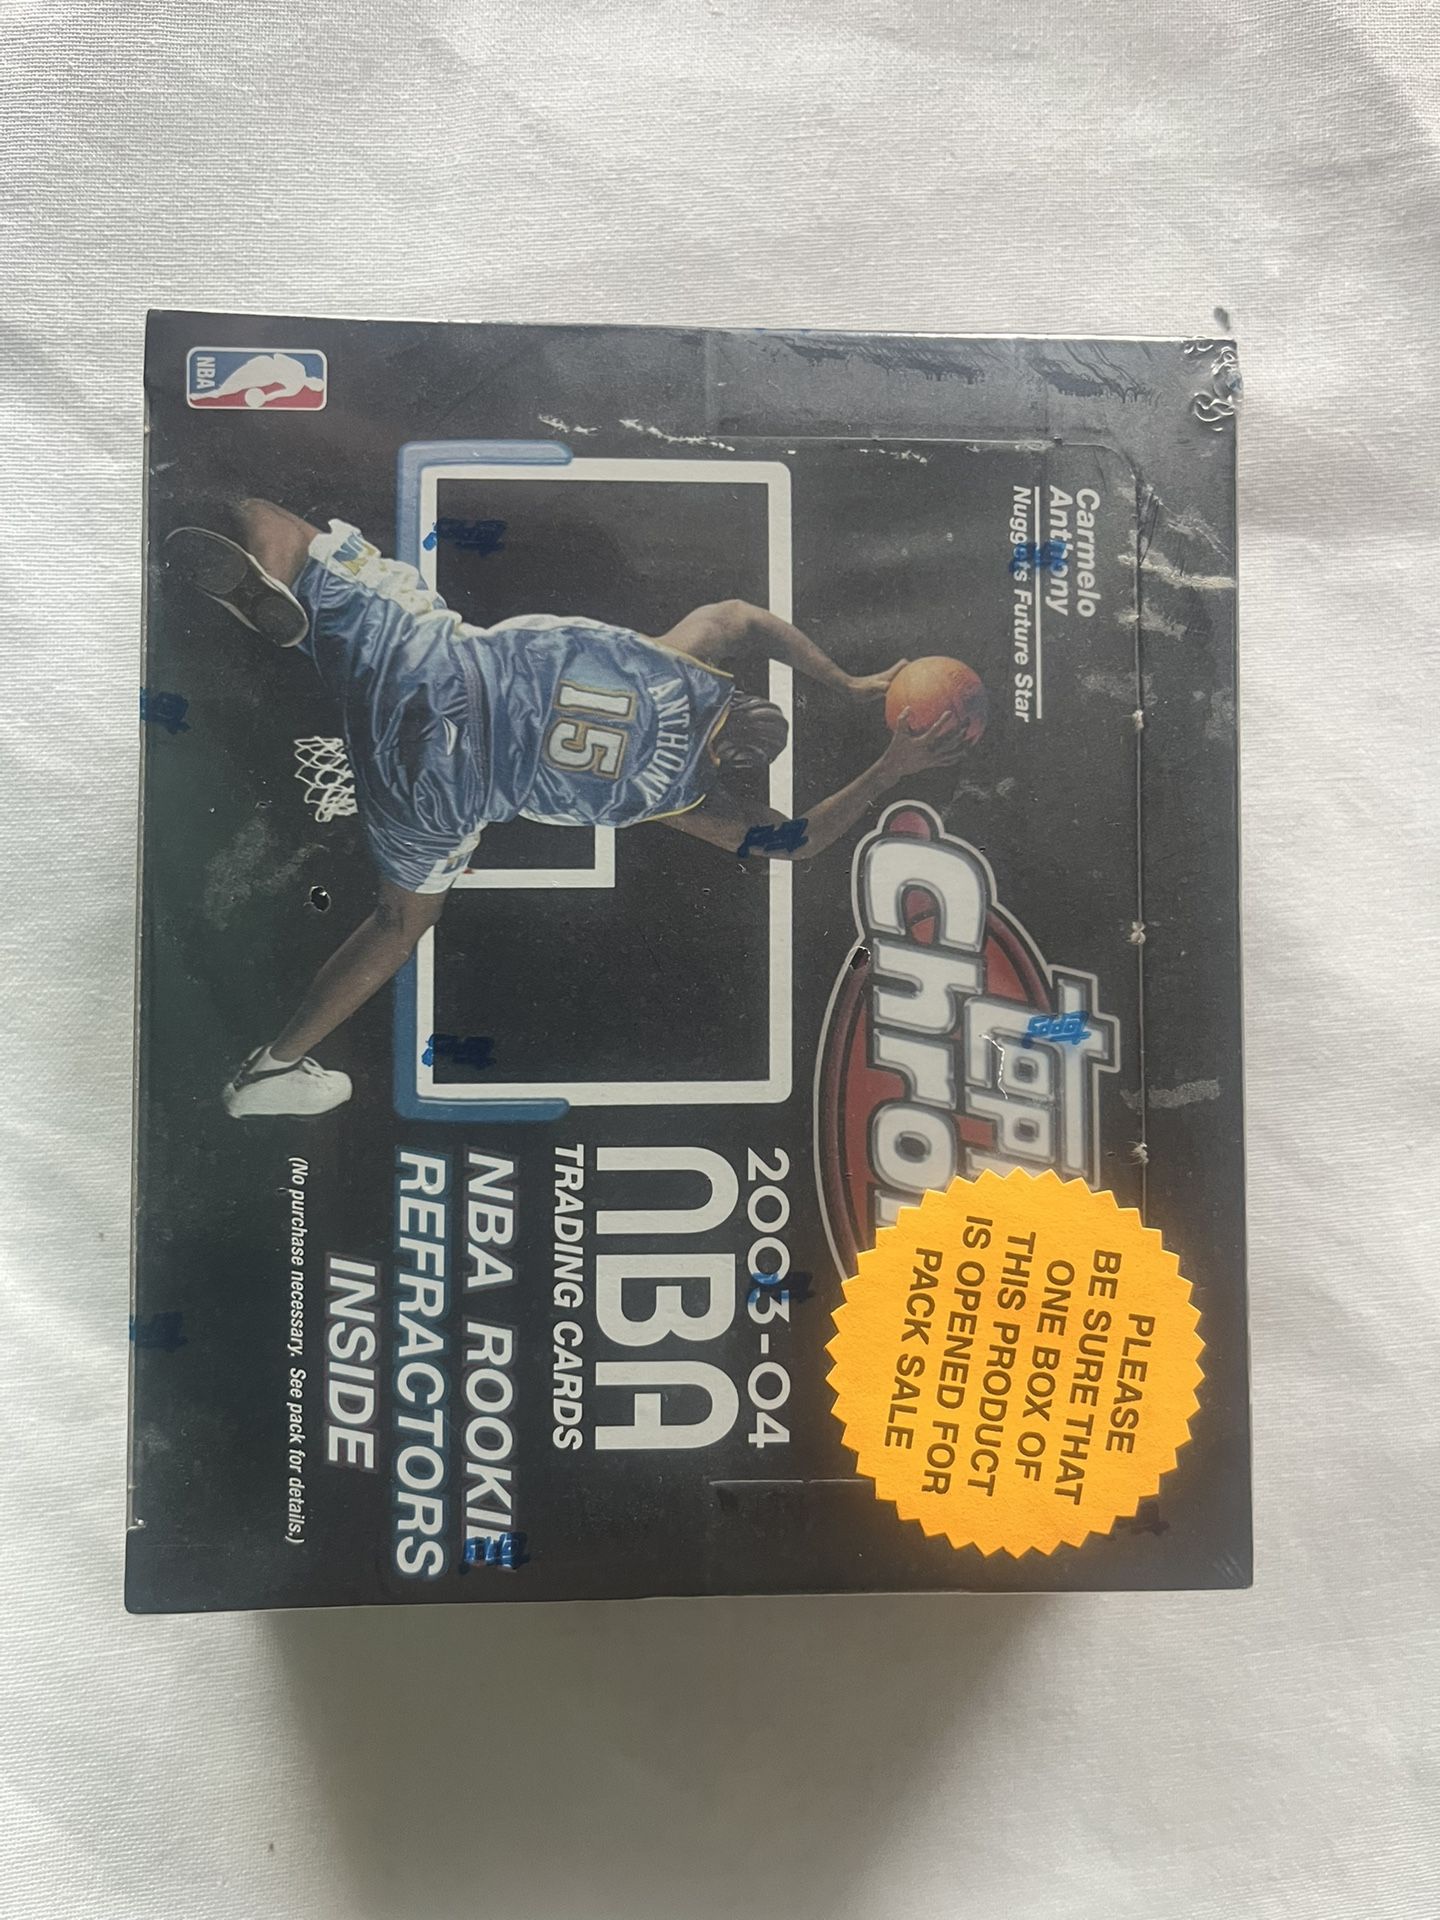 Carmelo
Anthony
Nuggets Future Star
Topps
Chrome
PLEASE
BE SURE THAT
ONE BOX OF
THIS PRODUCT
IS OPENED FOR
PACK SALE
2003-04
NBA
TRADING CARDS
NBA ROOKIE
REFRACTORS
INSIDE
(No purchase necessary. See pack for details.)
ANTHONY
15
NBA